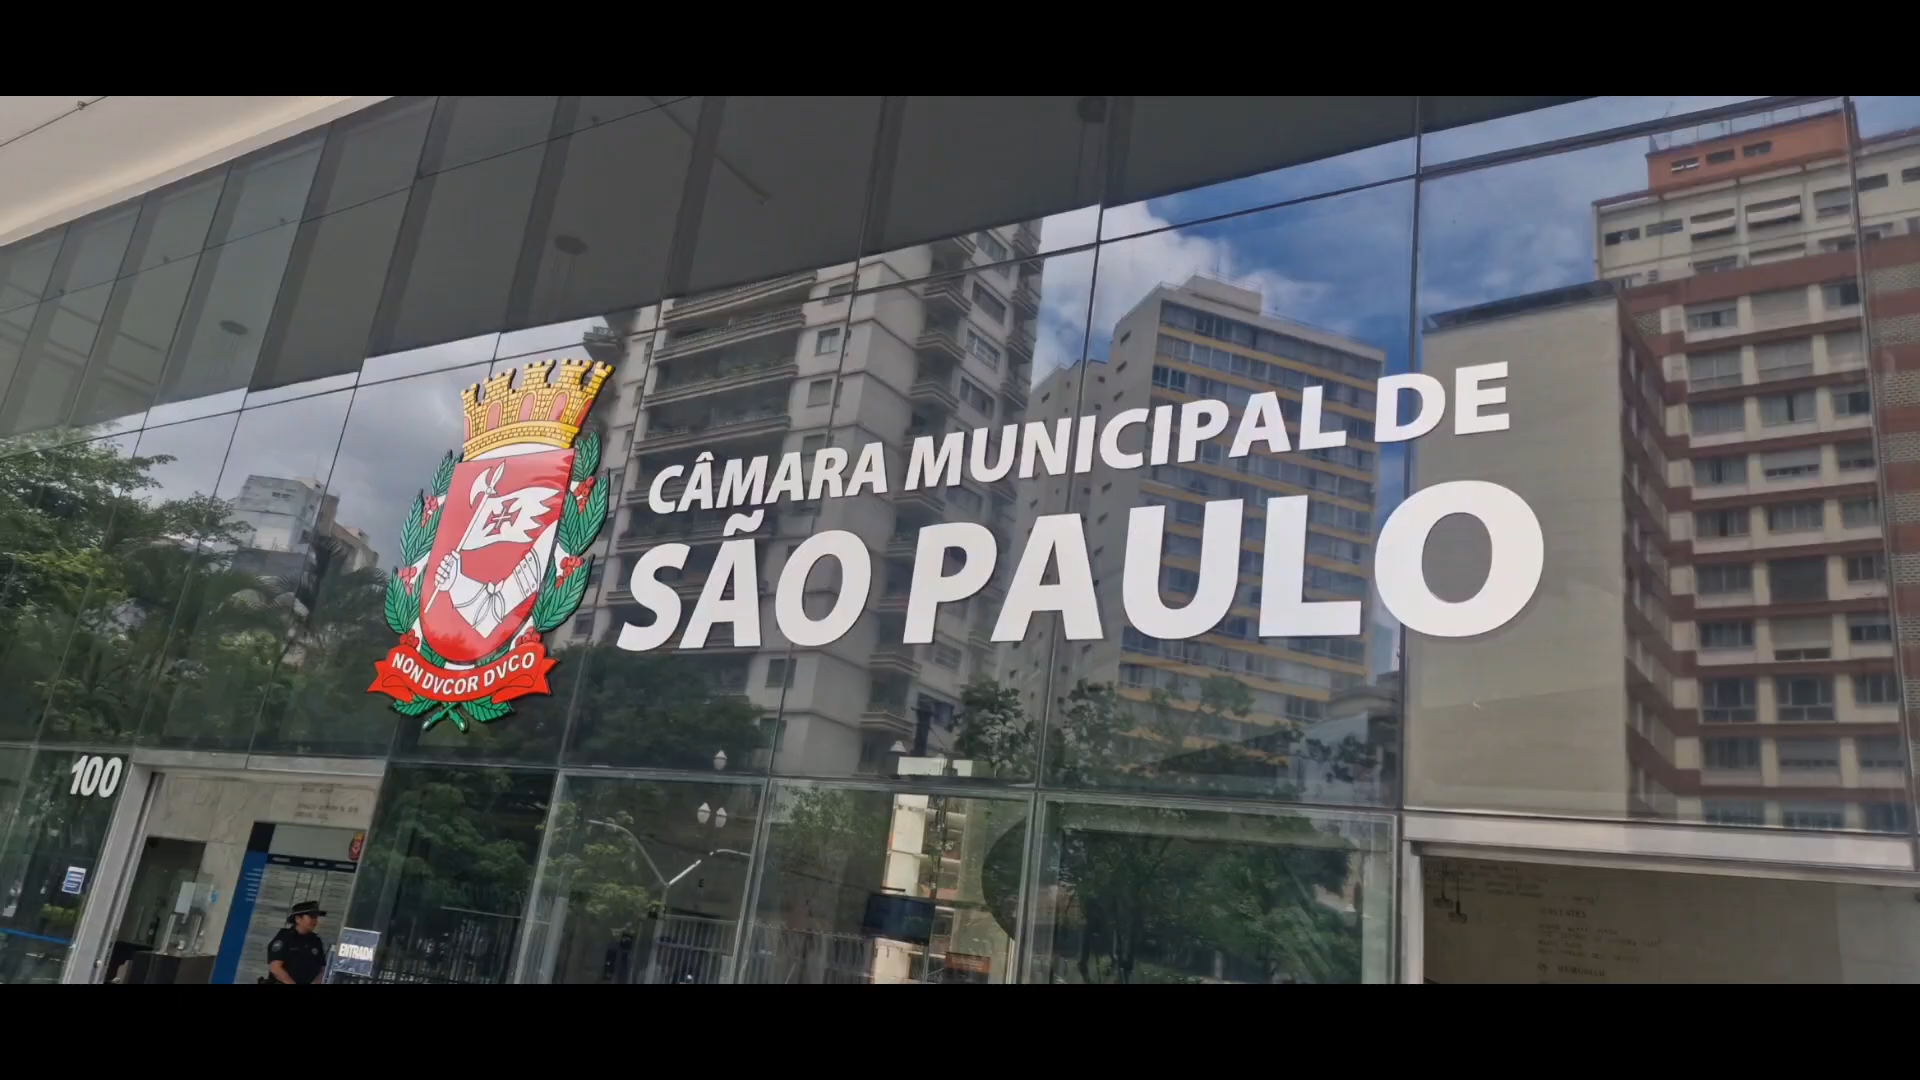 CÂMARA MUNICIPAL DE
SÃO PAULO
NON DVCOR DVCO
100
ENTRADA